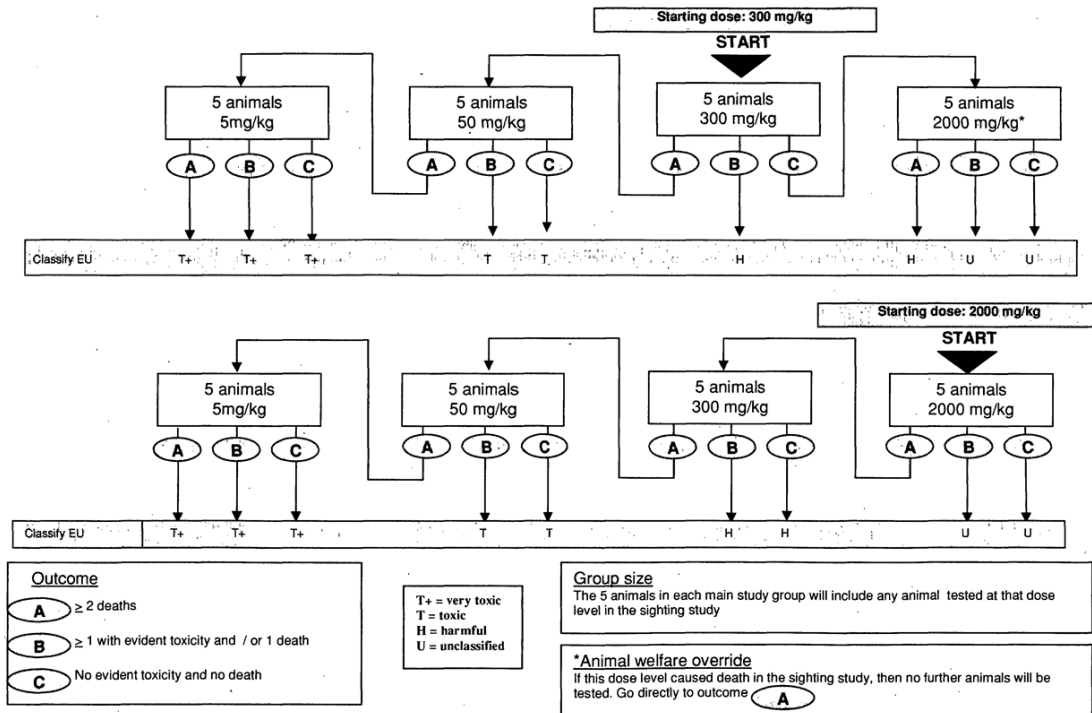 Starting dose: 300 mg/kg
START
5 animals
5mg/kg
5 animals
50 mg/kg
5 animals
300 mg/kg
5 animals
2000 mg/kg*
A B C A B C A B C A B C
Classify EU T+ T+ T+ T T H H U U
Starting dose: 2000 mg/kg
START
5 animals
5mg/kg
5 animals
50 mg/kg
5 animals
300 mg/kg
5 animals
2000 mg/kg
A B C A B C A B C A B C
Classify EU T+ T+ T+ T T H H U U
Outcome
A ≥ 2 deaths
B ≥ 1 with evident toxicity and / or 1 death
C No evident toxicity and no death
T+ = very toxic
T = toxic
H = harmful
U = unclassified
Group size
The 5 animals in each main study group will include any animal tested at that dose
level in the sighting study
*Animal welfare override
If this dose level caused death in the sighting study, then no further animals will be
tested. Go directly to outcome A